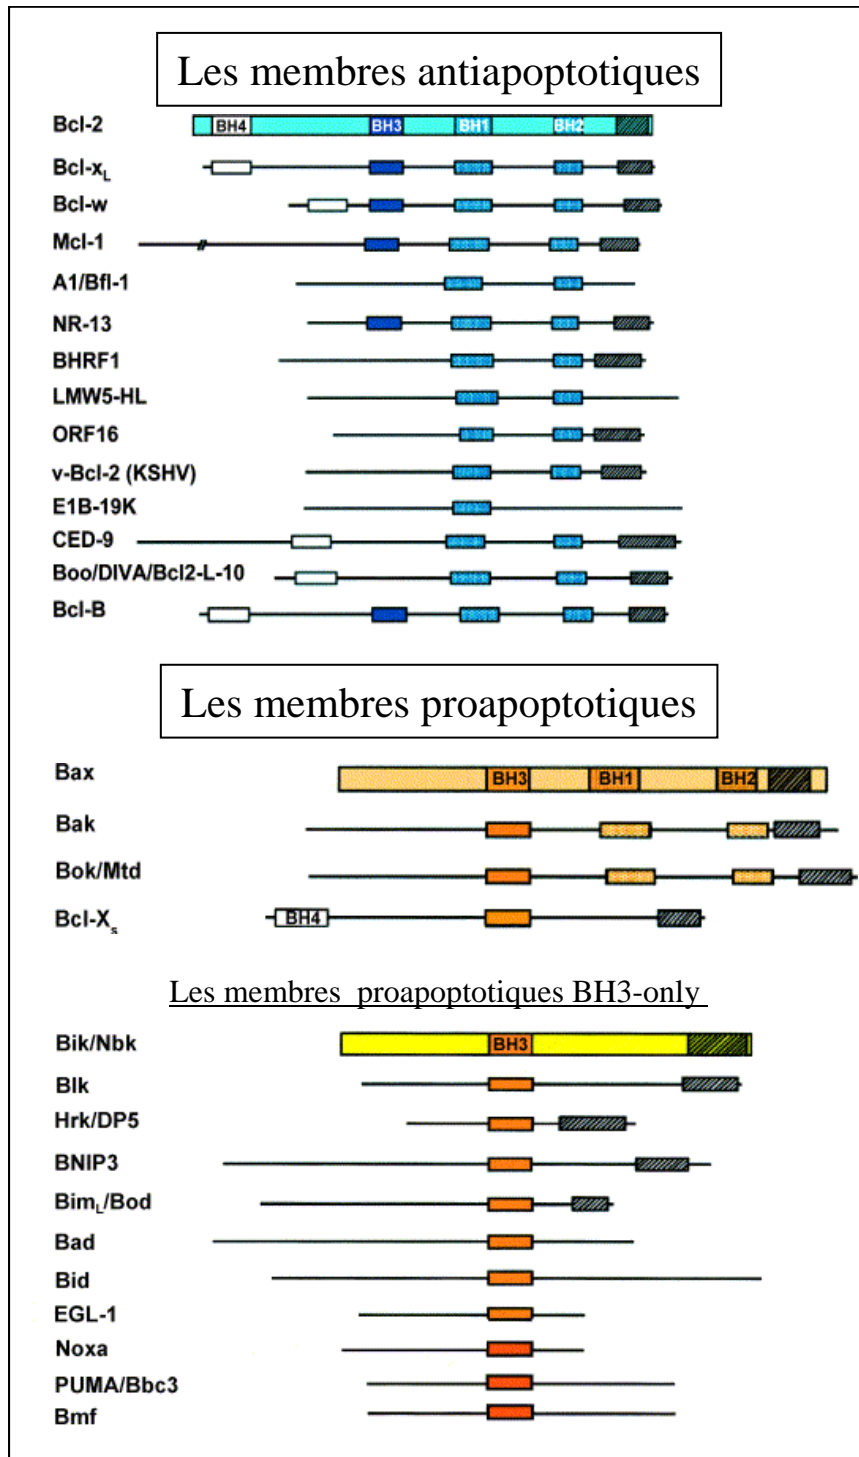 Les membres antiapoptotiques
Bcl-2 BH4 BH3 BH1 BH2
Bcl-xL
Bcl-w
Mcl-1
A1/Bfl-1
NR-13
BHRF1
LMW5-HL
ORF16
v-Bcl-2 (KSHV)
E1B-19K
CED-9
Boo/DIVA/Bcl2-L-10
Bcl-B
Les membres proapoptotiques
Bax BH3 BH1 BH2
Bak
Bok/Mtd
Bcl-Xs BH4
Les membres proapoptotiques BH3-only
Bik/Nbk BH3
Blk
Hrk/DP5
BNIP3
BimL/Bod
Bad
Bid
EGL-1
Noxa
PUMA/Bbc3
Bmf